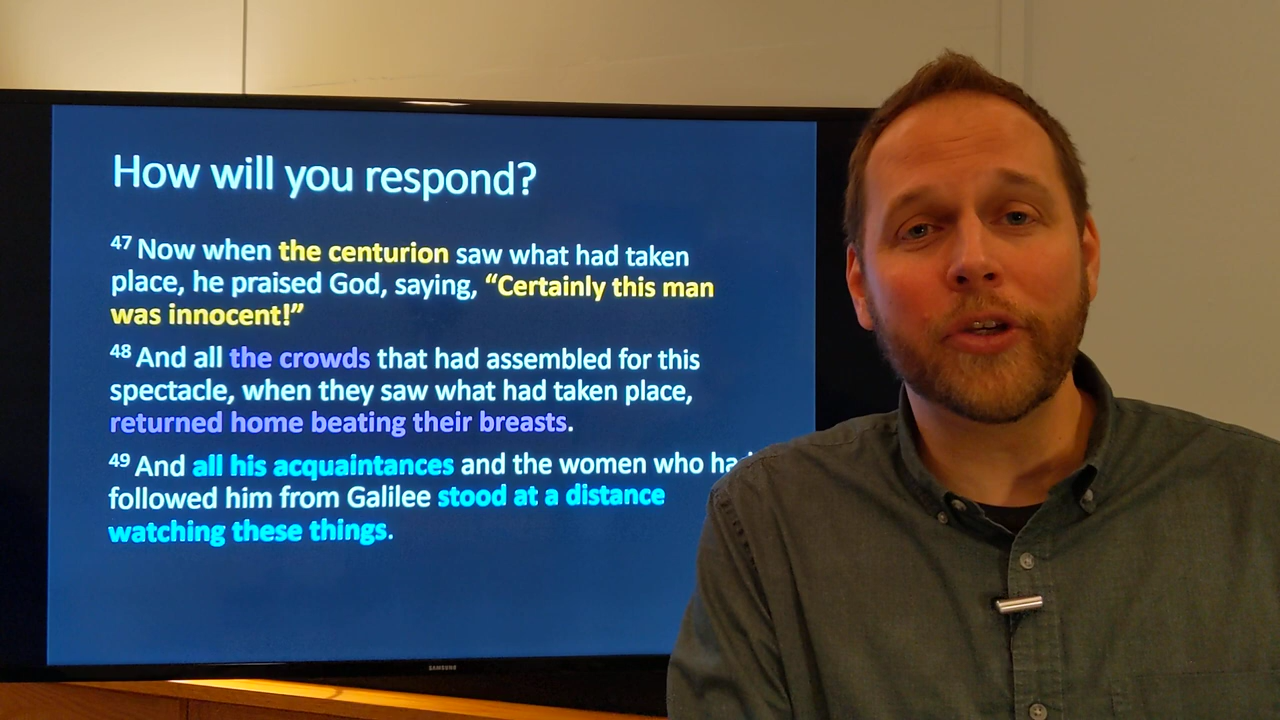 How will you respond?
47 Now when the centurion saw what had taken
place, he praised God, saying, “Certainly this man
was innocent!”
48 And all the crowds that had assembled for this
spectacle, when they saw what had taken place,
returned home beating their breasts.
49 And all his acquaintances and the women who had
followed him from Galilee stood at a distance
watching these things.
SAMSUNG